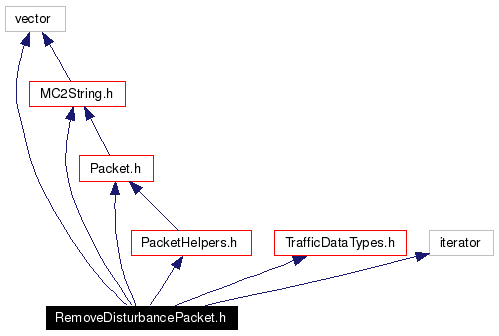 vector
MC2String.h
Packet.h
PacketHelpers.h
TrafficDataTypes.h
iterator
RemoveDisturbancePacket.h